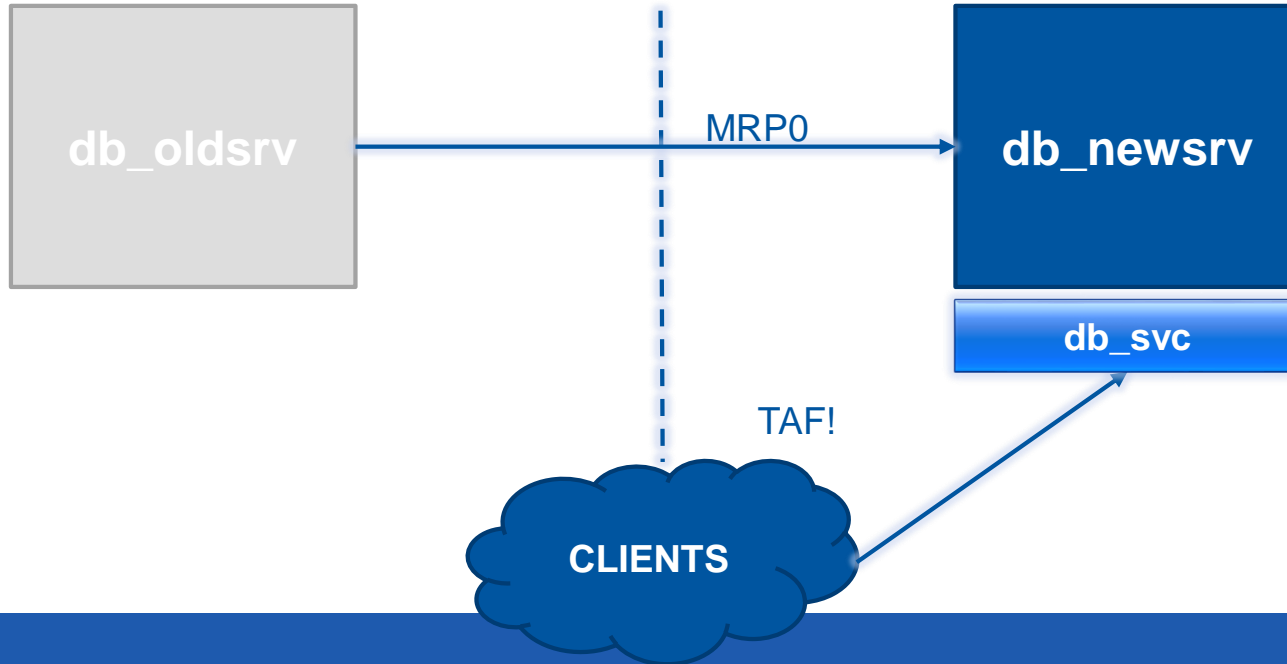 db_oldsrv
MRP0
db_newsrv
db_svc
TAF!
CLIENTS